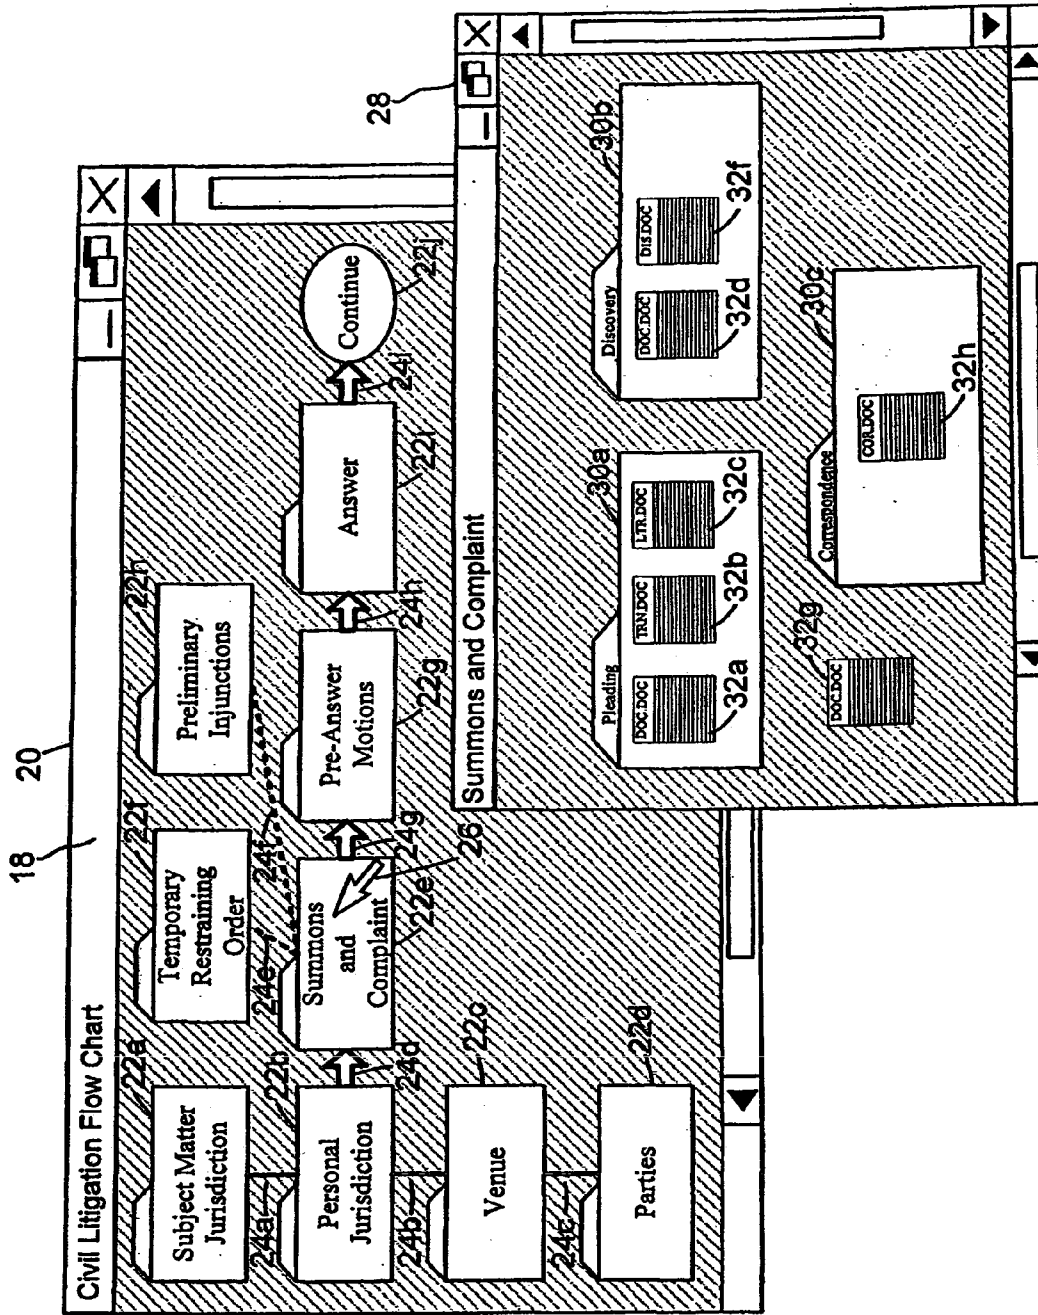 18
20
Civil Litigation Flow Chart
22a
Subject Matter
Jurisdiction
22f
Temporary
Restraining
Order
22h
Preliminary
Injunctions
24a
24e
24f
22b
Personal
Jurisdiction
24d
Summons
and
Complaint
26
22e
24g
Pre-Answer
Motions
22g
24h
Answer
22i
24i
Continue
22j
24b
22c
Venue
24c
22d
Parties
28
Summons and Complaint
30a
Pleading
DOC.DOC
TRN.DOC
LTR.DOC
32a
32b
32c
30b
Discovery
DOC.DOC
DIS.DOC
32d
32f
32g
DOC.DOC
30c
Correspondence
COR.DOC
32h